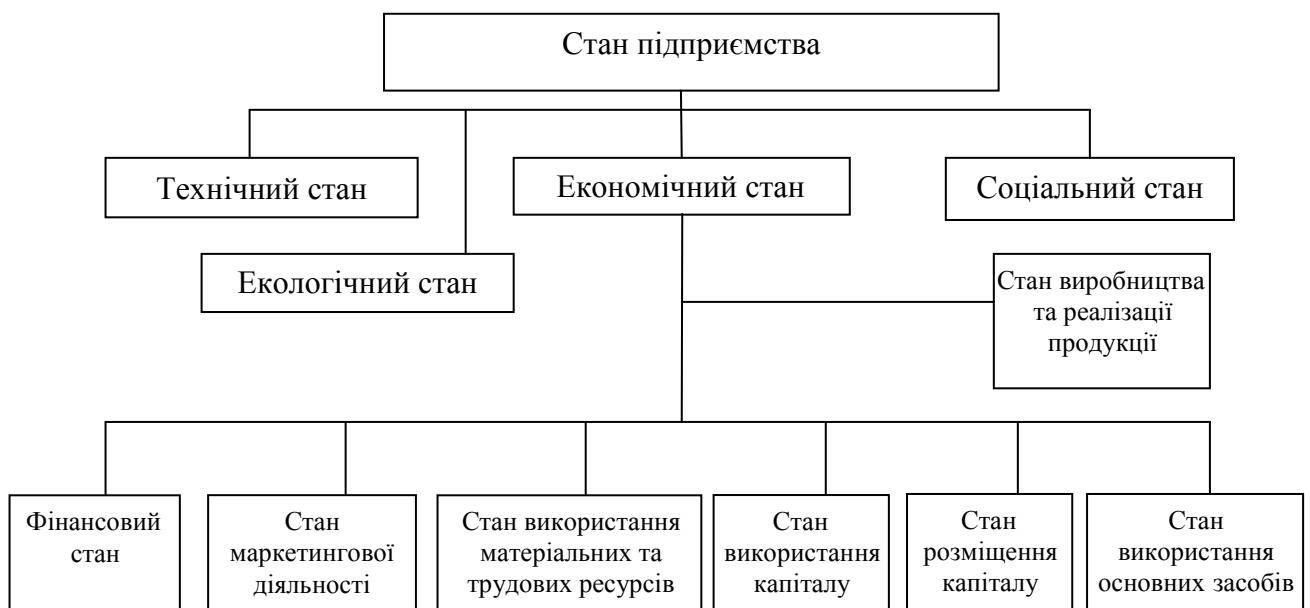 Стан підприємства
Технічний стан
Економічний стан
Соціальний стан
Екологічний стан
Стан виробництва
та реалізації
продукції
Фінансовий
стан
Стан
маркетингової
діяльності
Стан використання
матеріальних та
трудових ресурсів
Стан
використання
капіталу
Стан
розміщення
капіталу
Стан
використання
основних засобів